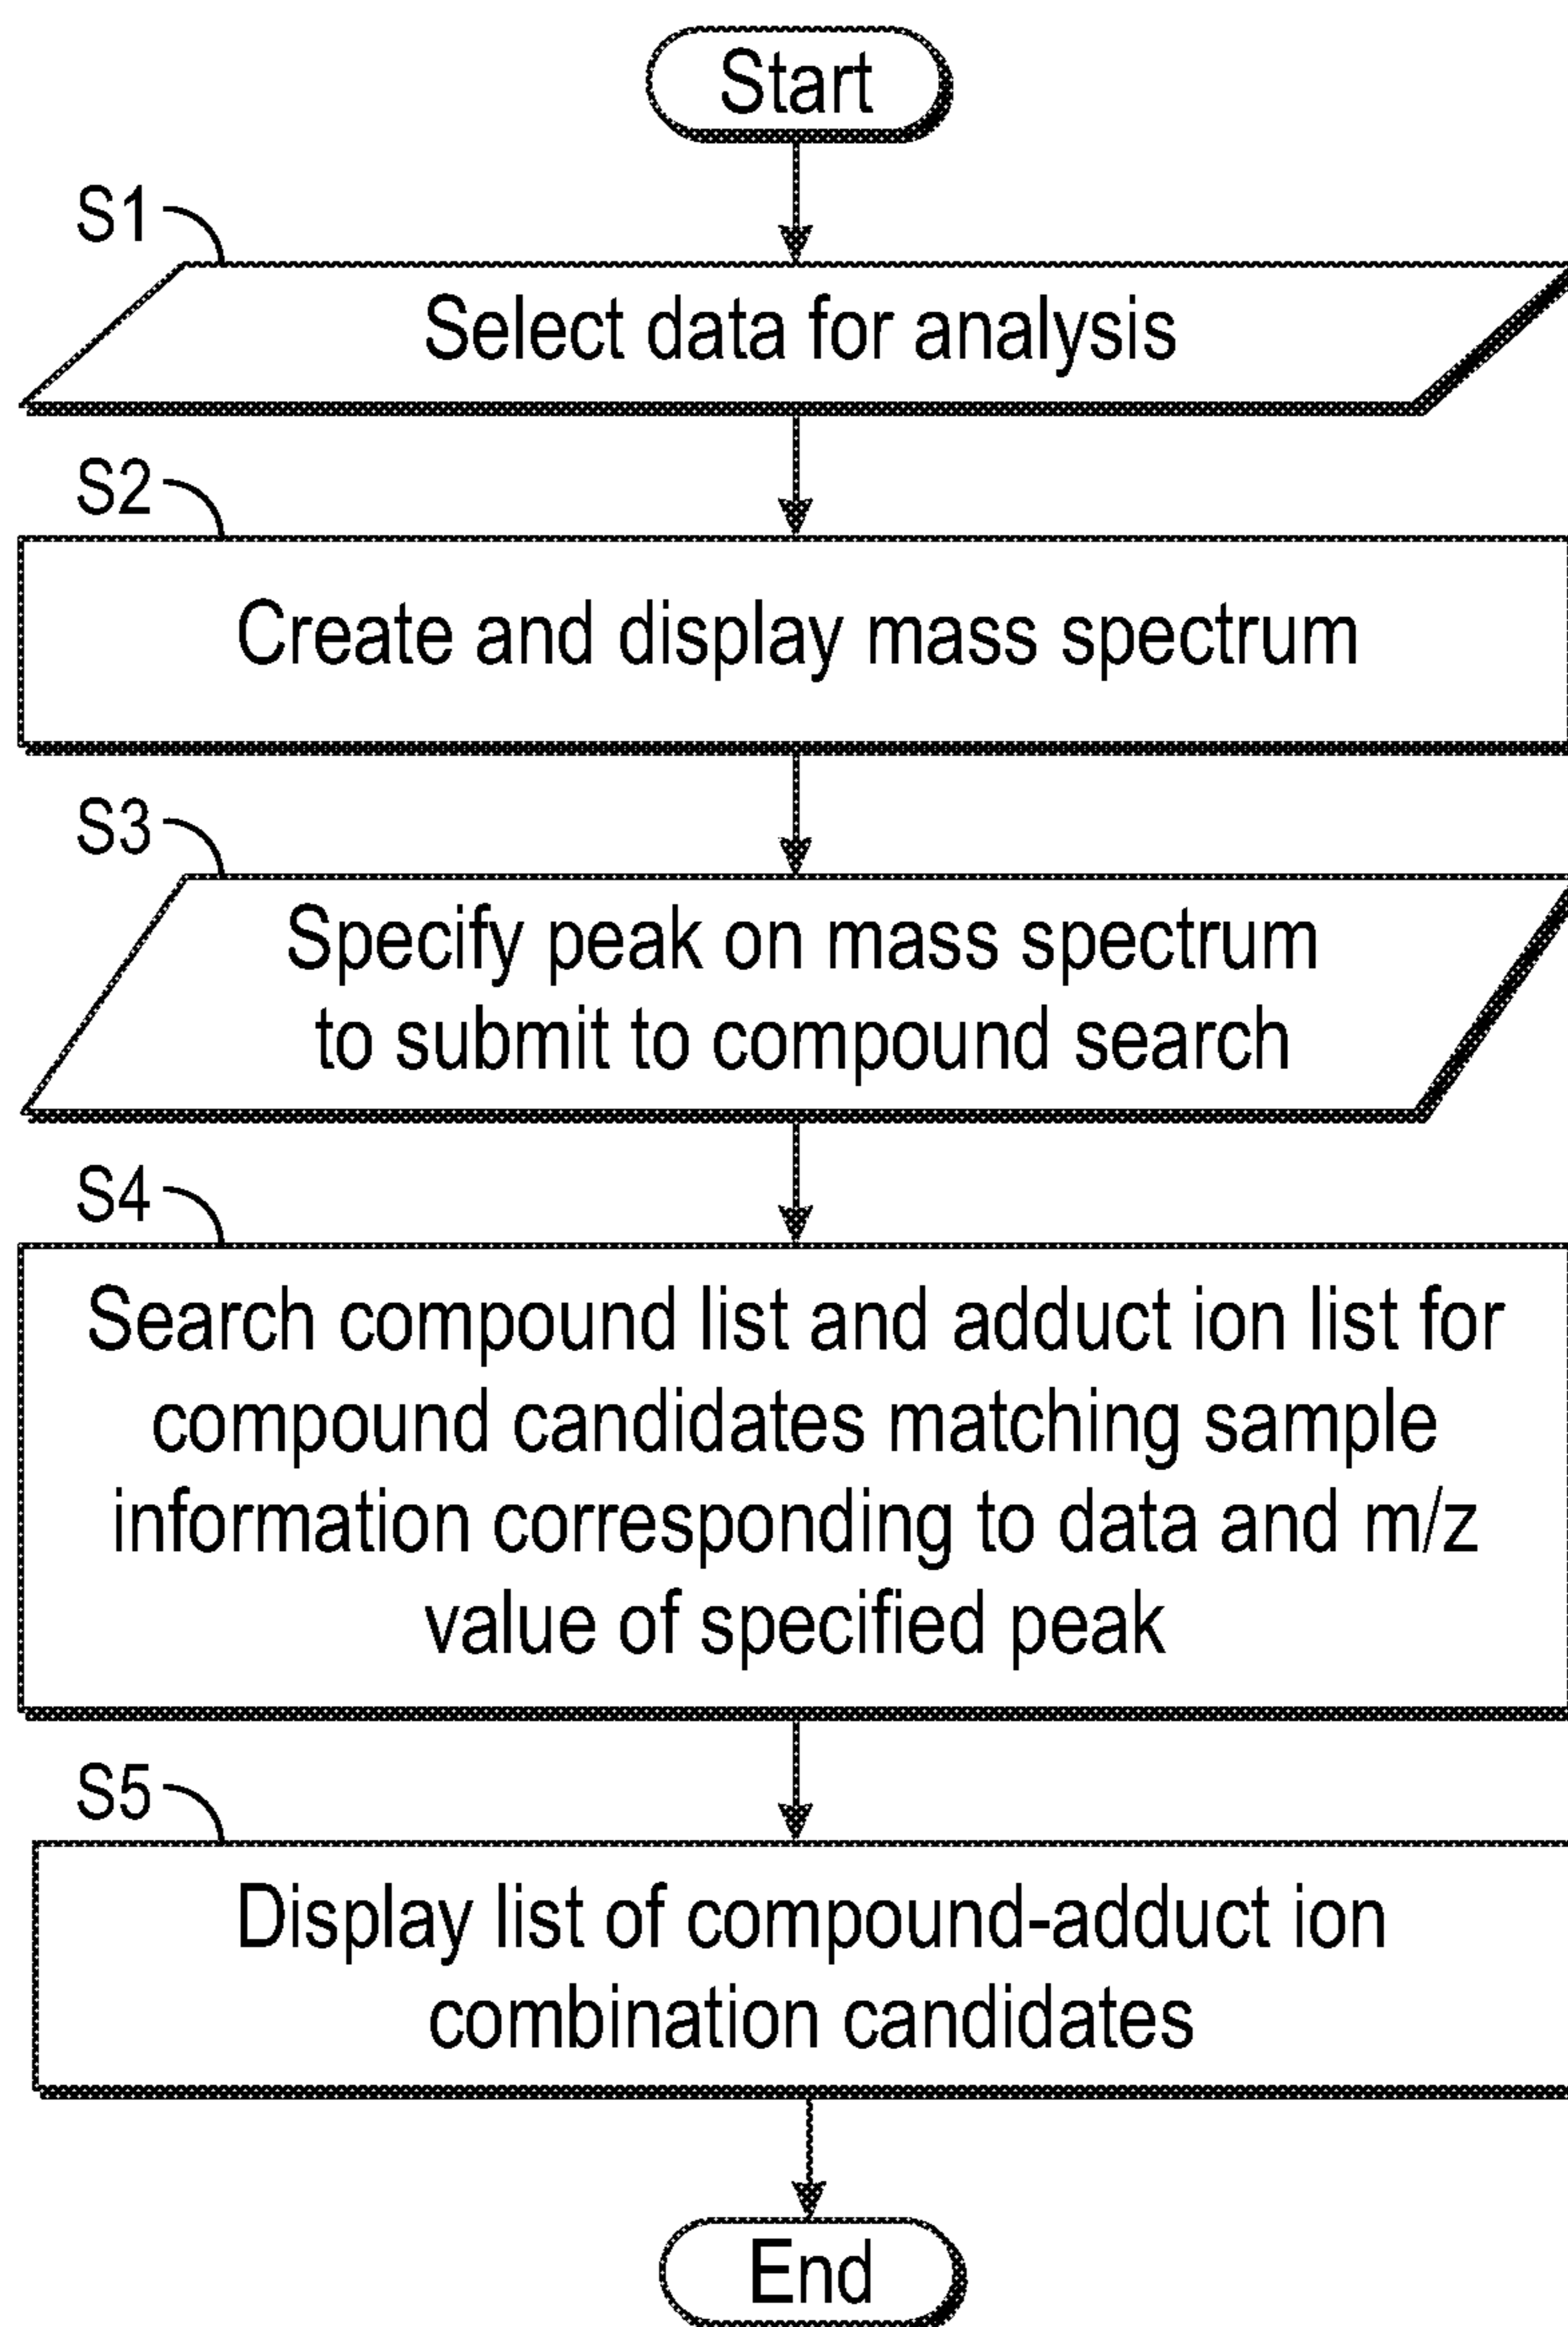 Start
S1
Select data for analysis
S2
Create and display mass spectrum
S3
Specify peak on mass spectrum
to submit to compound search
S4
Search compound list and adduct ion list for
compound candidates matching sample
information corresponding to data and m/z
value of specified peak
S5
Display list of compound-adduct ion
combination candidates
End